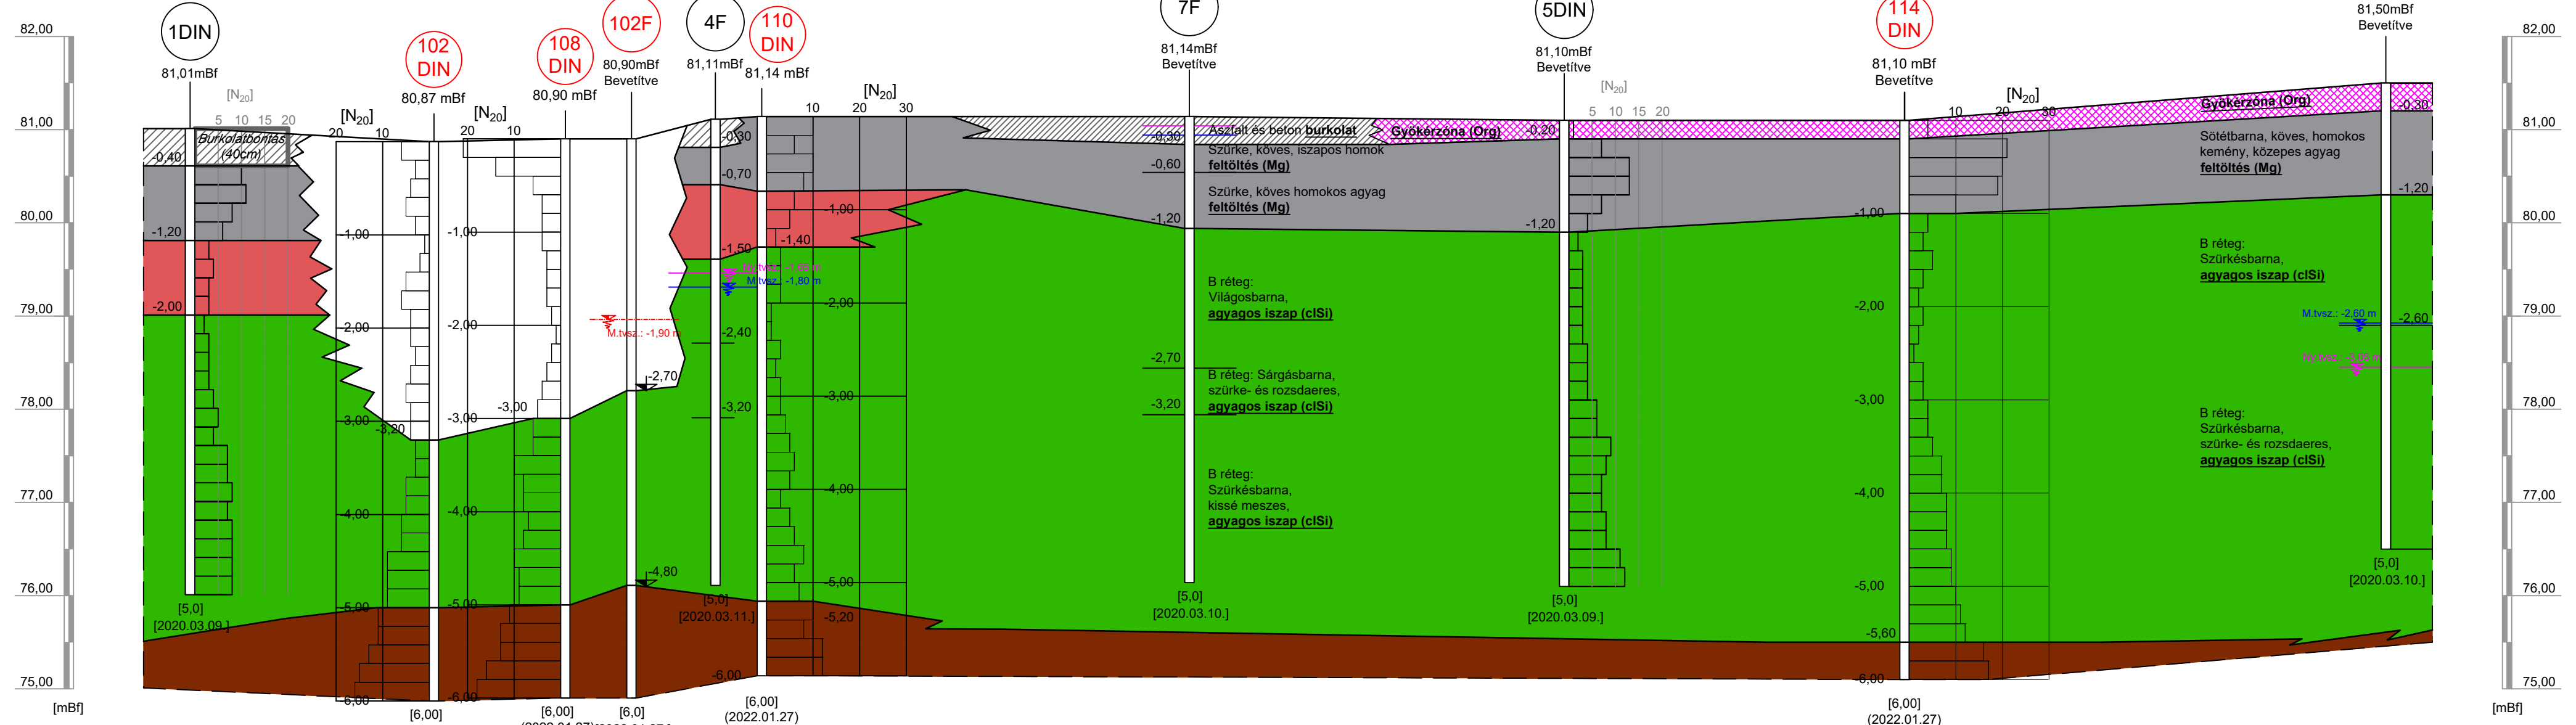 82,00
81,00
80,00
79,00
78,00
77,00
76,00
75,00
[mBf]
1DIN
81,01mBf
[N20]
5 10 15 20
Burkolatbontás
(40cm)
-0,40
-1,20
-2,00
[5,0]
[2020.03.09.]
102
DIN
80,87 mBf
[N20]
20 10
-1,00
-2,00
-3,00
-3,20
-4,00
-5,00
-6,00
[6,00]
108
DIN
80,90 mBf
[N20]
20 10
-1,00
-2,00
-3,00
-3,00
-4,00
-5,00
-6,00
[6,00]
102F
80,90mBf
Bevetítve
M.tvsz.: -1,90 m
-2,70
-4,80
[6,0]
4F
81,11mBf
-0,30
-0,70
-1,50
Ny.tvsz.: -1,65 m
M.tvsz.: -1,80 m
-2,40
-3,20
[5,0]
[2020.03.11.]
110
DIN
81,14 mBf
[N20]
10 20 30
-1,00
-1,40
-2,00
-3,00
-4,00
-5,00
-5,20
-6,00
[6,00]
(2022.01.27)
7F
81,14mBf
Bevetítve
-0,30
-0,60
-1,20
-2,70
-3,20
Aszfalt és beton burkolat
Szürke, köves, iszapos homok
feltöltés (Mg)
Szürke, köves homokos agyag
feltöltés (Mg)
B réteg:
Világosbarna,
agyagos iszap (clSi)
B réteg: Sárgásbarna,
szürke- és rozsdaeres,
agyagos iszap (clSi)
B réteg:
Szürkésbarna,
kissé meszes,
agyagos iszap (clSi)
[5,0]
[2020.03.10.]
Gyökérzóna (Org)
5DIN
81,10mBf
Bevetítve
[N20]
5 10 15 20
-0,20
-1,20
[5,0]
[2020.03.09.]
114
DIN
81,10 mBf
Bevetítve
[N20]
10 20 30
-1,00
-2,00
-3,00
-4,00
-5,00
-5,60
-6,00
[6,00]
(2022.01.27)
81,50mBf
Bevetítve
Gyökérzóna (Org)
-0,30
Sötétbarna, köves, homokos
kemény, közepes agyag
feltöltés (Mg)
-1,20
B réteg:
Szürkésbarna,
agyagos iszap (clSi)
M.tvsz.: -2,60 m
-2,60
B réteg:
Szürkésbarna,
szürke- és rozsdaeres,
agyagos iszap (clSi)
[5,0]
[2020.03.10.]
82,00
81,00
80,00
79,00
78,00
77,00
76,00
75,00
[mBf]